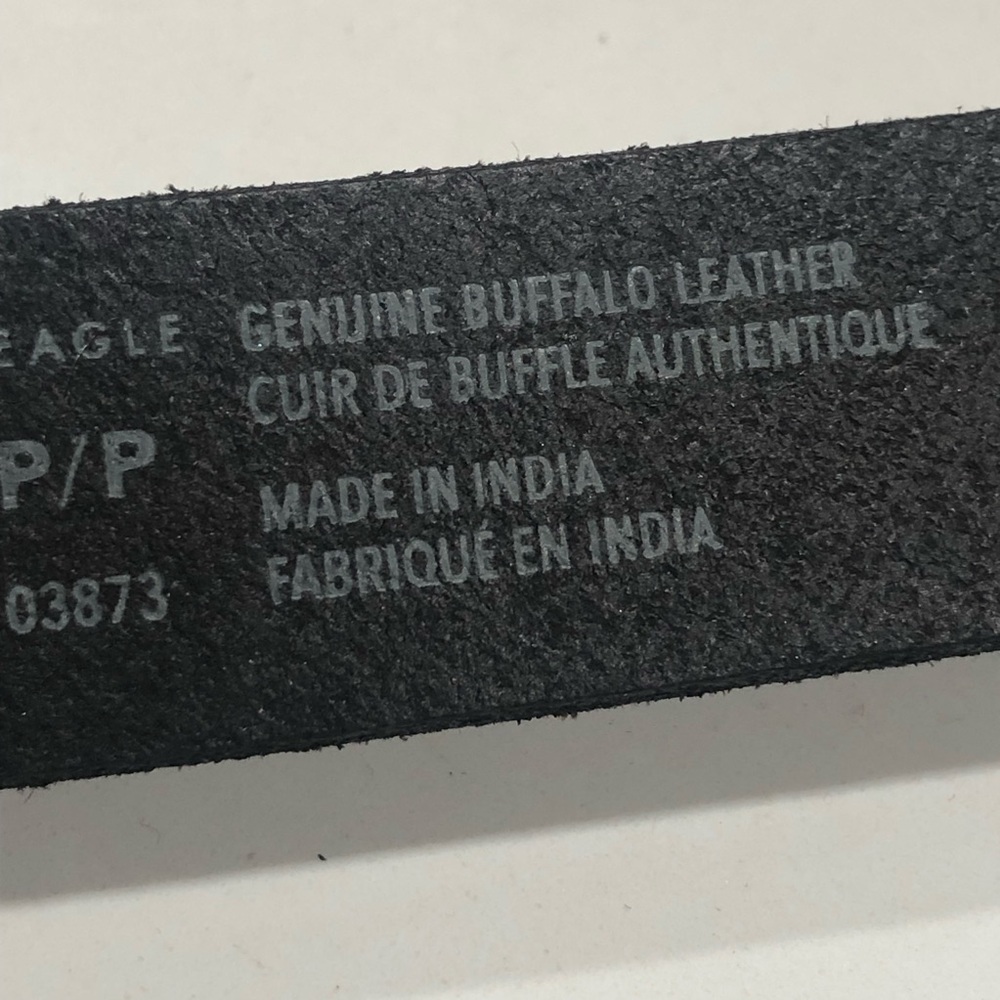 EAGLE
P/P
03873
GENUINE BUFFALO LEATHER
CUIR DE BUFFLE AUTHENTIQUE
MADE IN INDIA
FABRIQUÉ EN INDIA